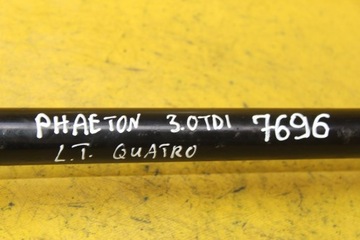 PHAETON 3.0TDI 7696
L.T. QUATRO